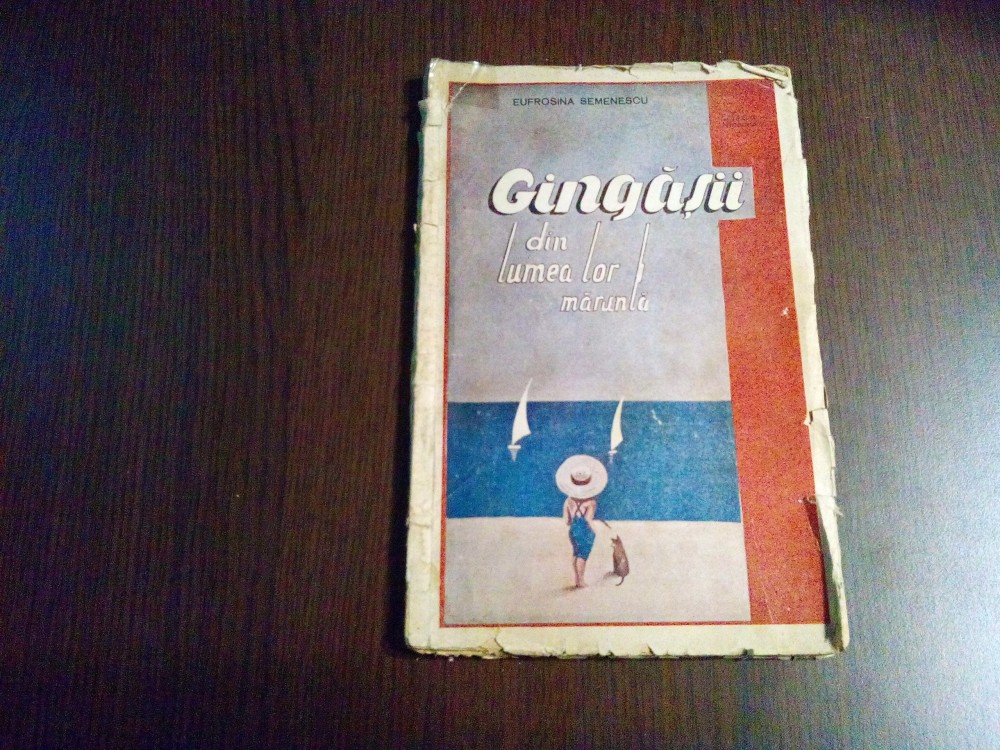 EUFROSINA SEMENESCU
Gingășii
din
lumea lor
măruntă